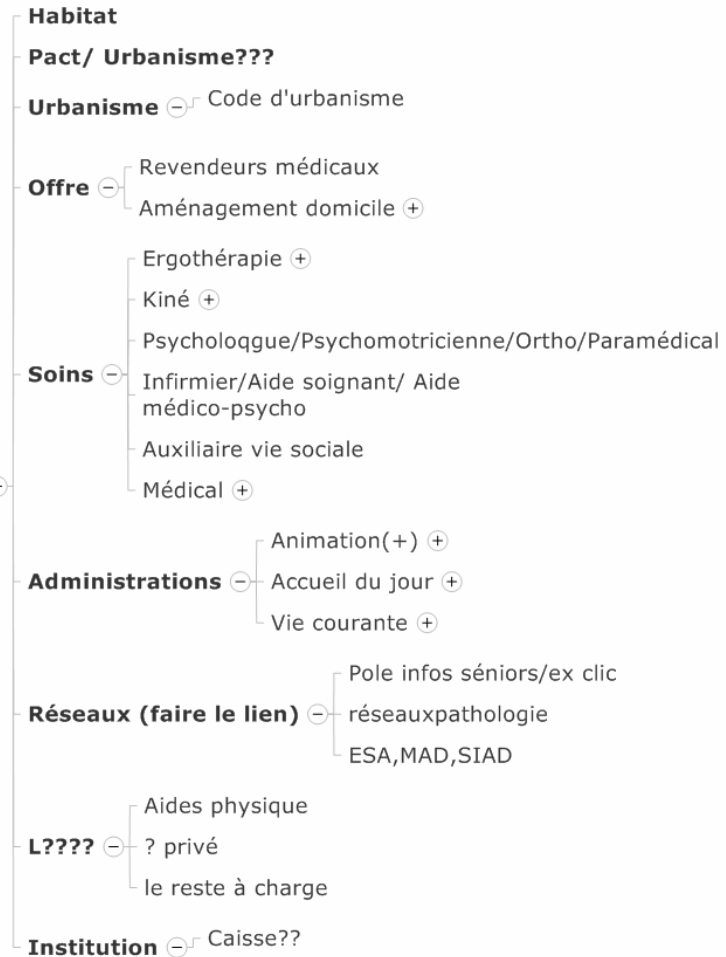 Habitat
Pact/ Urbanisme???
Urbanisme
Code d'urbanisme
Offre
Revendeurs médicaux
Aménagement domicile
Soins
Ergothérapie
Kiné
Psycholoqgue/Psychomotricienne/Ortho/Paramédical
Infirmier/Aide soignant/ Aide
médico-psycho
Auxiliaire vie sociale
Médical
Administrations
Animation(+)
Accueil du jour
Vie courante
Réseaux (faire le lien)
Pole infos séniors/ex clic
réseauxpathologie
ESA,MAD,SIAD
L????
Aides physique
? privé
le reste à charge
Institution
Caisse??